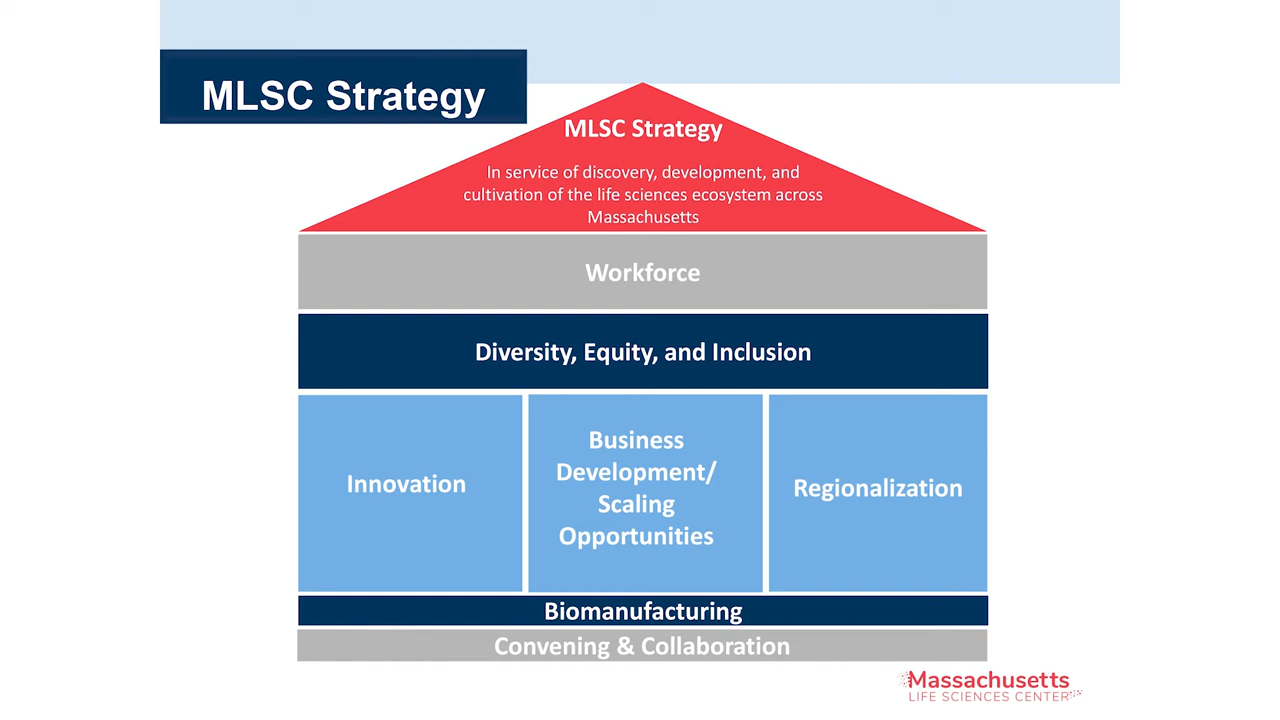 MLSC Strategy
MLSC Strategy
In service of discovery, development, and
cultivation of the life sciences ecosystem across
Massachusetts
Workforce
Diversity, Equity, and Inclusion
Innovation
Business
Development/
Scaling
Opportunities
Regionalization
Biomanufacturing
Convening & Collaboration
Massachusetts
LIFE SCIENCES CENTER